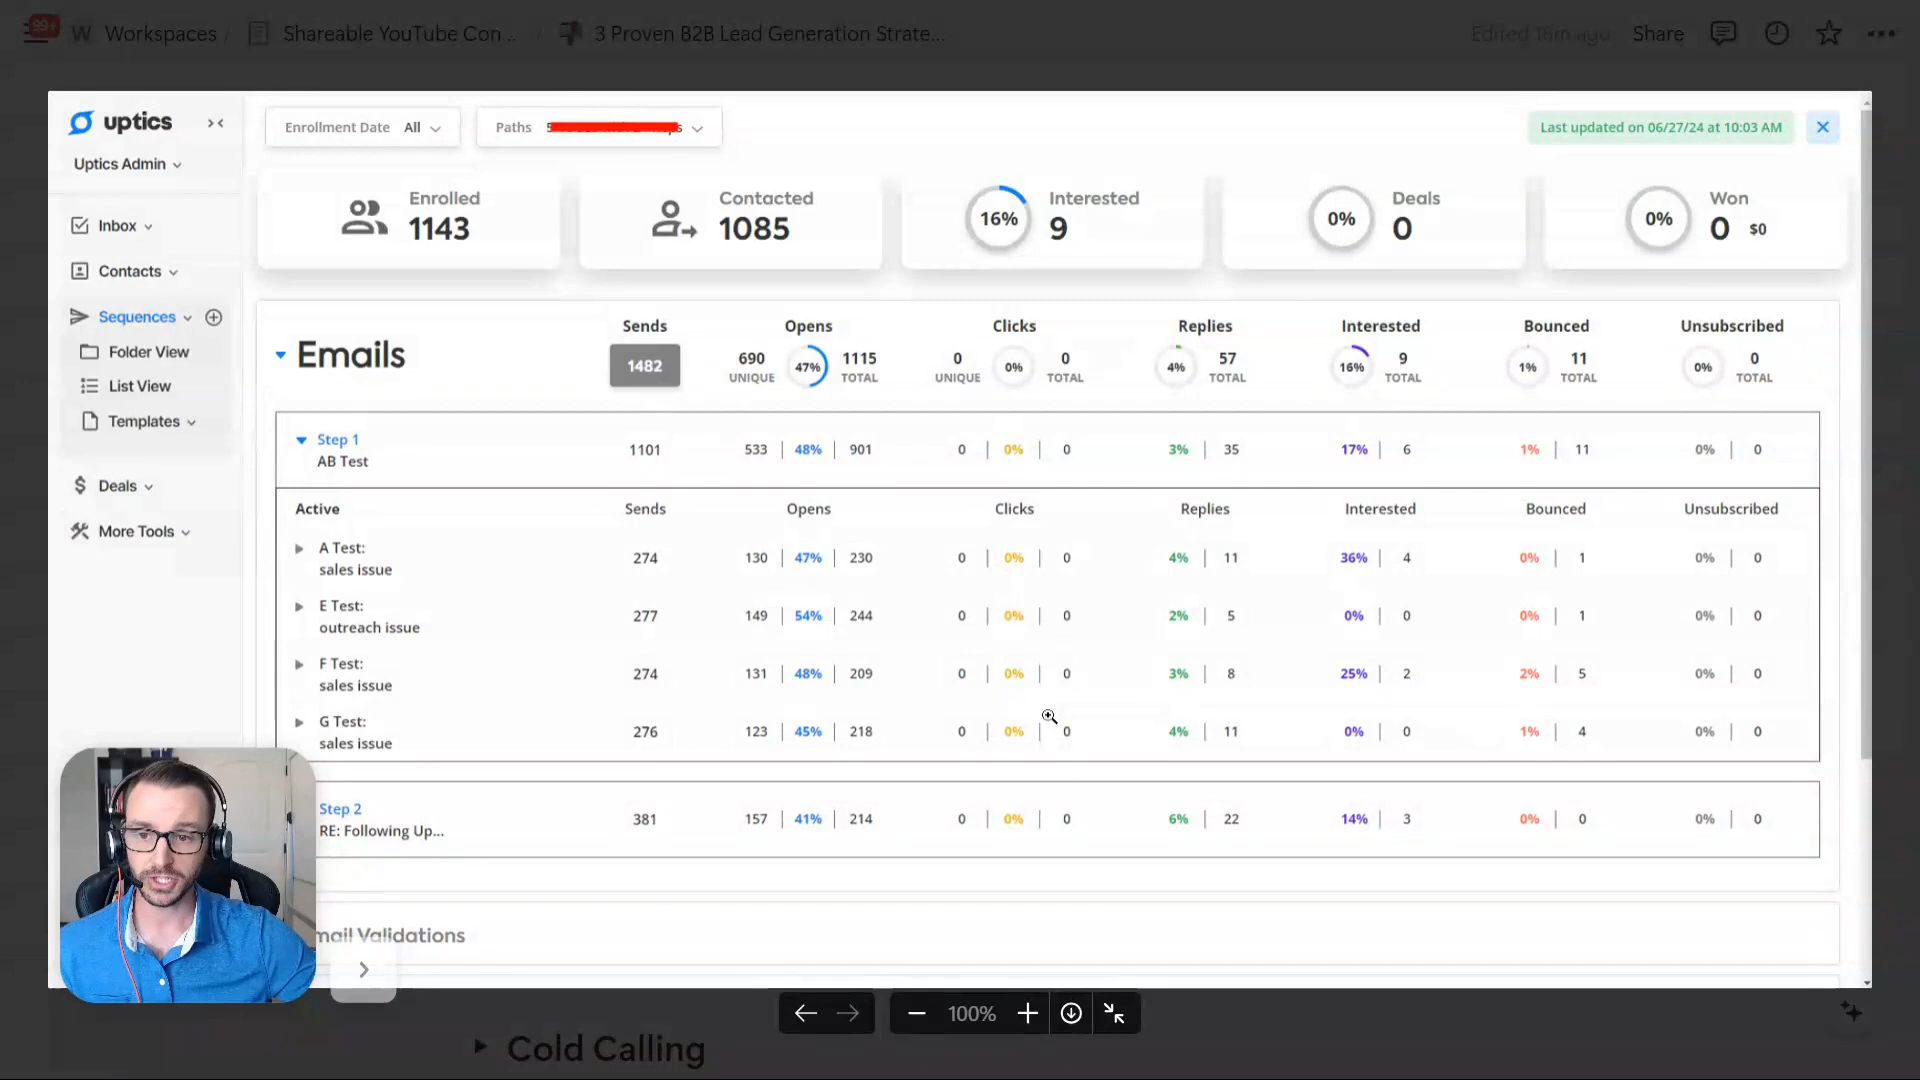 99+ W Workspaces / Shareable YouTube Con ... / 3 Proven B2B Lead Generation Strate... Edited 16m ago Share
uptics
Enrollment Date All Paths
Last updated on 06/27/24 at 10:03 AM
Uptics Admin
Inbox
Contacts
Sequences
Folder View
List View
Templates
Deals
More Tools
Enrolled
1143
Contacted
1085
16% Interested
9
0% Deals
0
0% Won
0 $0
Emails
Sends Opens Clicks Replies Interested Bounced Unsubscribed
1482 690 UNIQUE 47% 1115 TOTAL 0 UNIQUE 0% 0 TOTAL 4% 57 TOTAL 16% 9 TOTAL 1% 11 TOTAL 0% 0 TOTAL
Step 1
AB Test
1101 533 48% 901 0 0% 0 3% 35 17% 6 1% 11 0% 0
Active Sends Opens Clicks Replies Interested Bounced Unsubscribed
A Test:
sales issue
274 130 47% 230 0 0% 0 4% 11 36% 4 0% 1 0% 0
E Test:
outreach issue
277 149 54% 244 0 0% 0 2% 5 0% 0 0% 1 0% 0
F Test:
sales issue
274 131 48% 209 0 0% 0 3% 8 25% 2 2% 5 0% 0
G Test:
sales issue
276 123 45% 218 0 0% 0 4% 11 0% 0 1% 4 0% 0
Step 2
RE: Following Up...
381 157 41% 214 0 0% 0 6% 22 14% 3 0% 0 0% 0
mail Validations
100%
Cold Calling